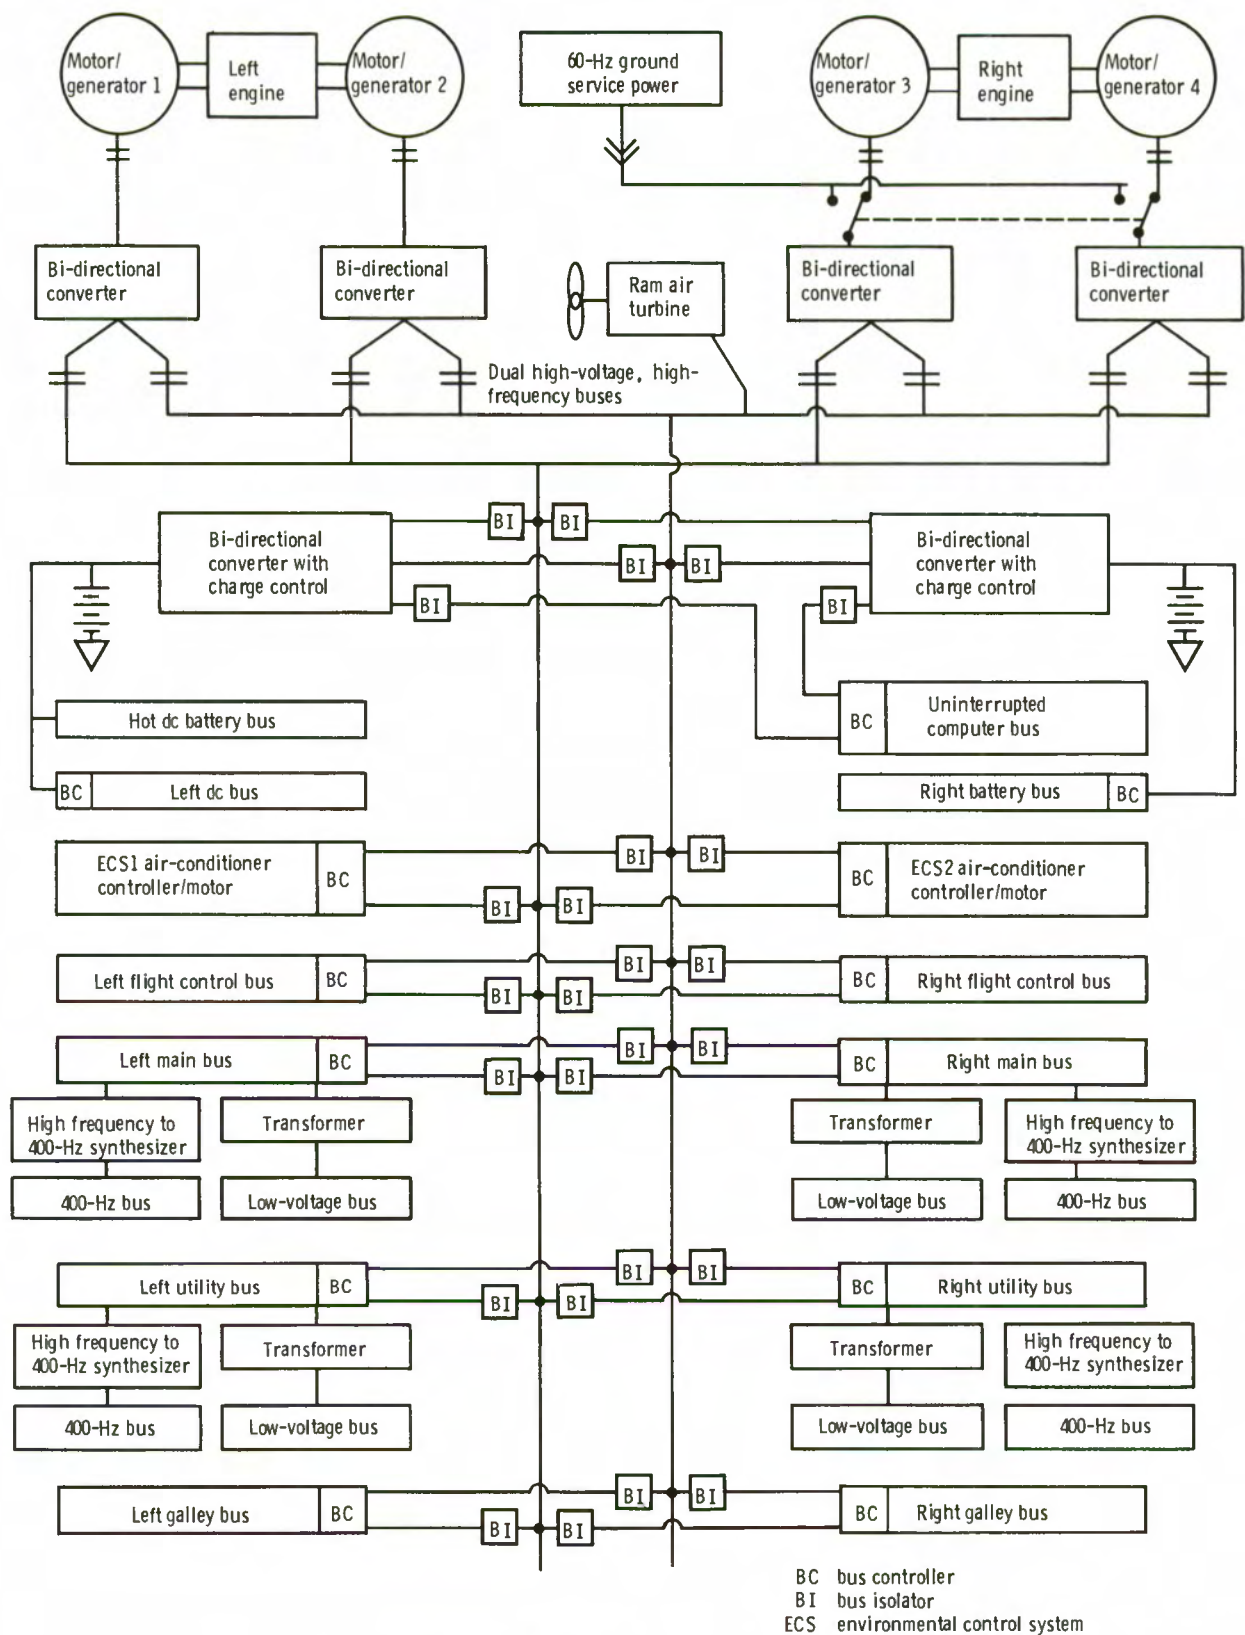 Motor/
generator 1
Left
engine
Motor/
generator 2
60-Hz ground
service power
Motor/
generator 3
Right
engine
Motor/
generator 4
Bi-directional
converter
Bi-directional
converter
Ram air
turbine
Bi-directional
converter
Bi-directional
converter
Dual high-voltage, high-
frequency buses
BI
BI
Bi-directional
converter with
charge control
BI
BI
Bi-directional
converter with
charge control
BI
BI
Hot dc battery bus
BC
Uninterrupted
computer bus
BC
Left dc bus
Right battery bus
BC
ECS1 air-conditioner
controller/motor
BC
BI
BI
BI
BI
BC
ECS2 air-conditioner
controller/motor
Left flight control bus
BC
BI
BI
BI
BI
BC
Right flight control bus
Left main bus
BC
BI
BI
BI
BI
BC
Right main bus
High frequency to
400-Hz synthesizer
Transformer
Transformer
High frequency to
400-Hz synthesizer
400-Hz bus
Low-voltage bus
Low-voltage bus
400-Hz bus
Left utility bus
BC
BI
BI
BI
BI
BC
Right utility bus
High frequency to
400-Hz synthesizer
Transformer
Transformer
High frequency to
400-Hz synthesizer
400-Hz bus
Low-voltage bus
Low-voltage bus
400-Hz bus
Left galley bus
BC
BI
BI
BI
BI
BC
Right galley bus
BC bus controller
BI bus isolator
ECS environmental control system